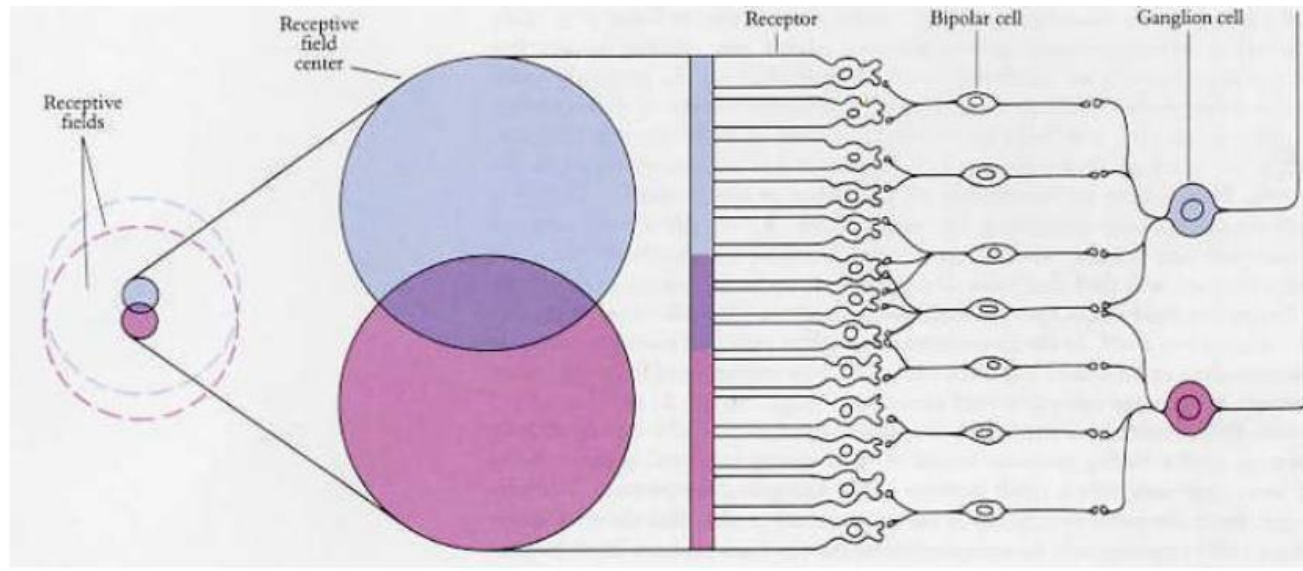 Receptive
field
center
Receptor
Bipolar cell
Ganglion cell
Receptive
fields